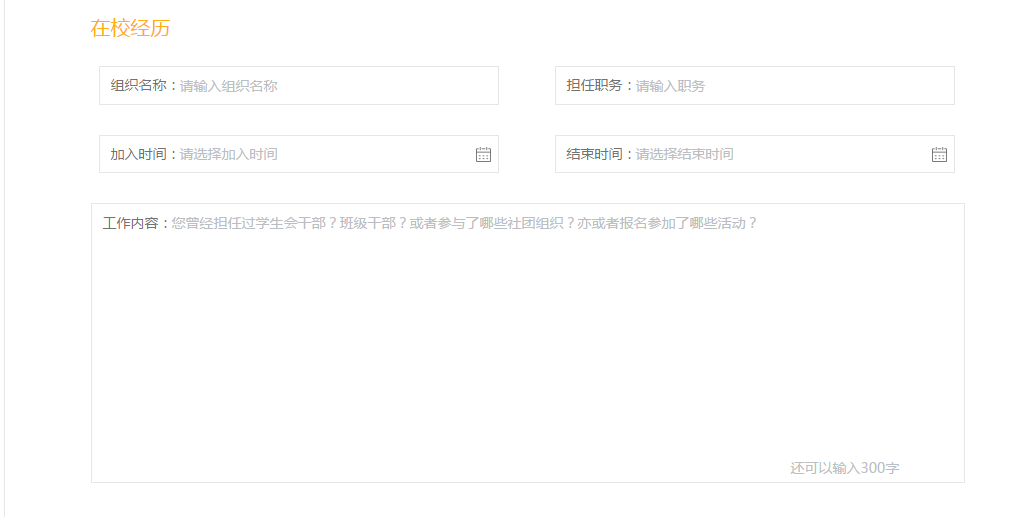 在校经历
组织名称：请输入组织名称
担任职务：请输入职务
加入时间：请选择加入时间
结束时间：请选择结束时间
工作内容：您曾经担任过学生会干部？班级干部？或者参与了哪些社团组织？亦或者报名参加了哪些活动？
还可以输入300字